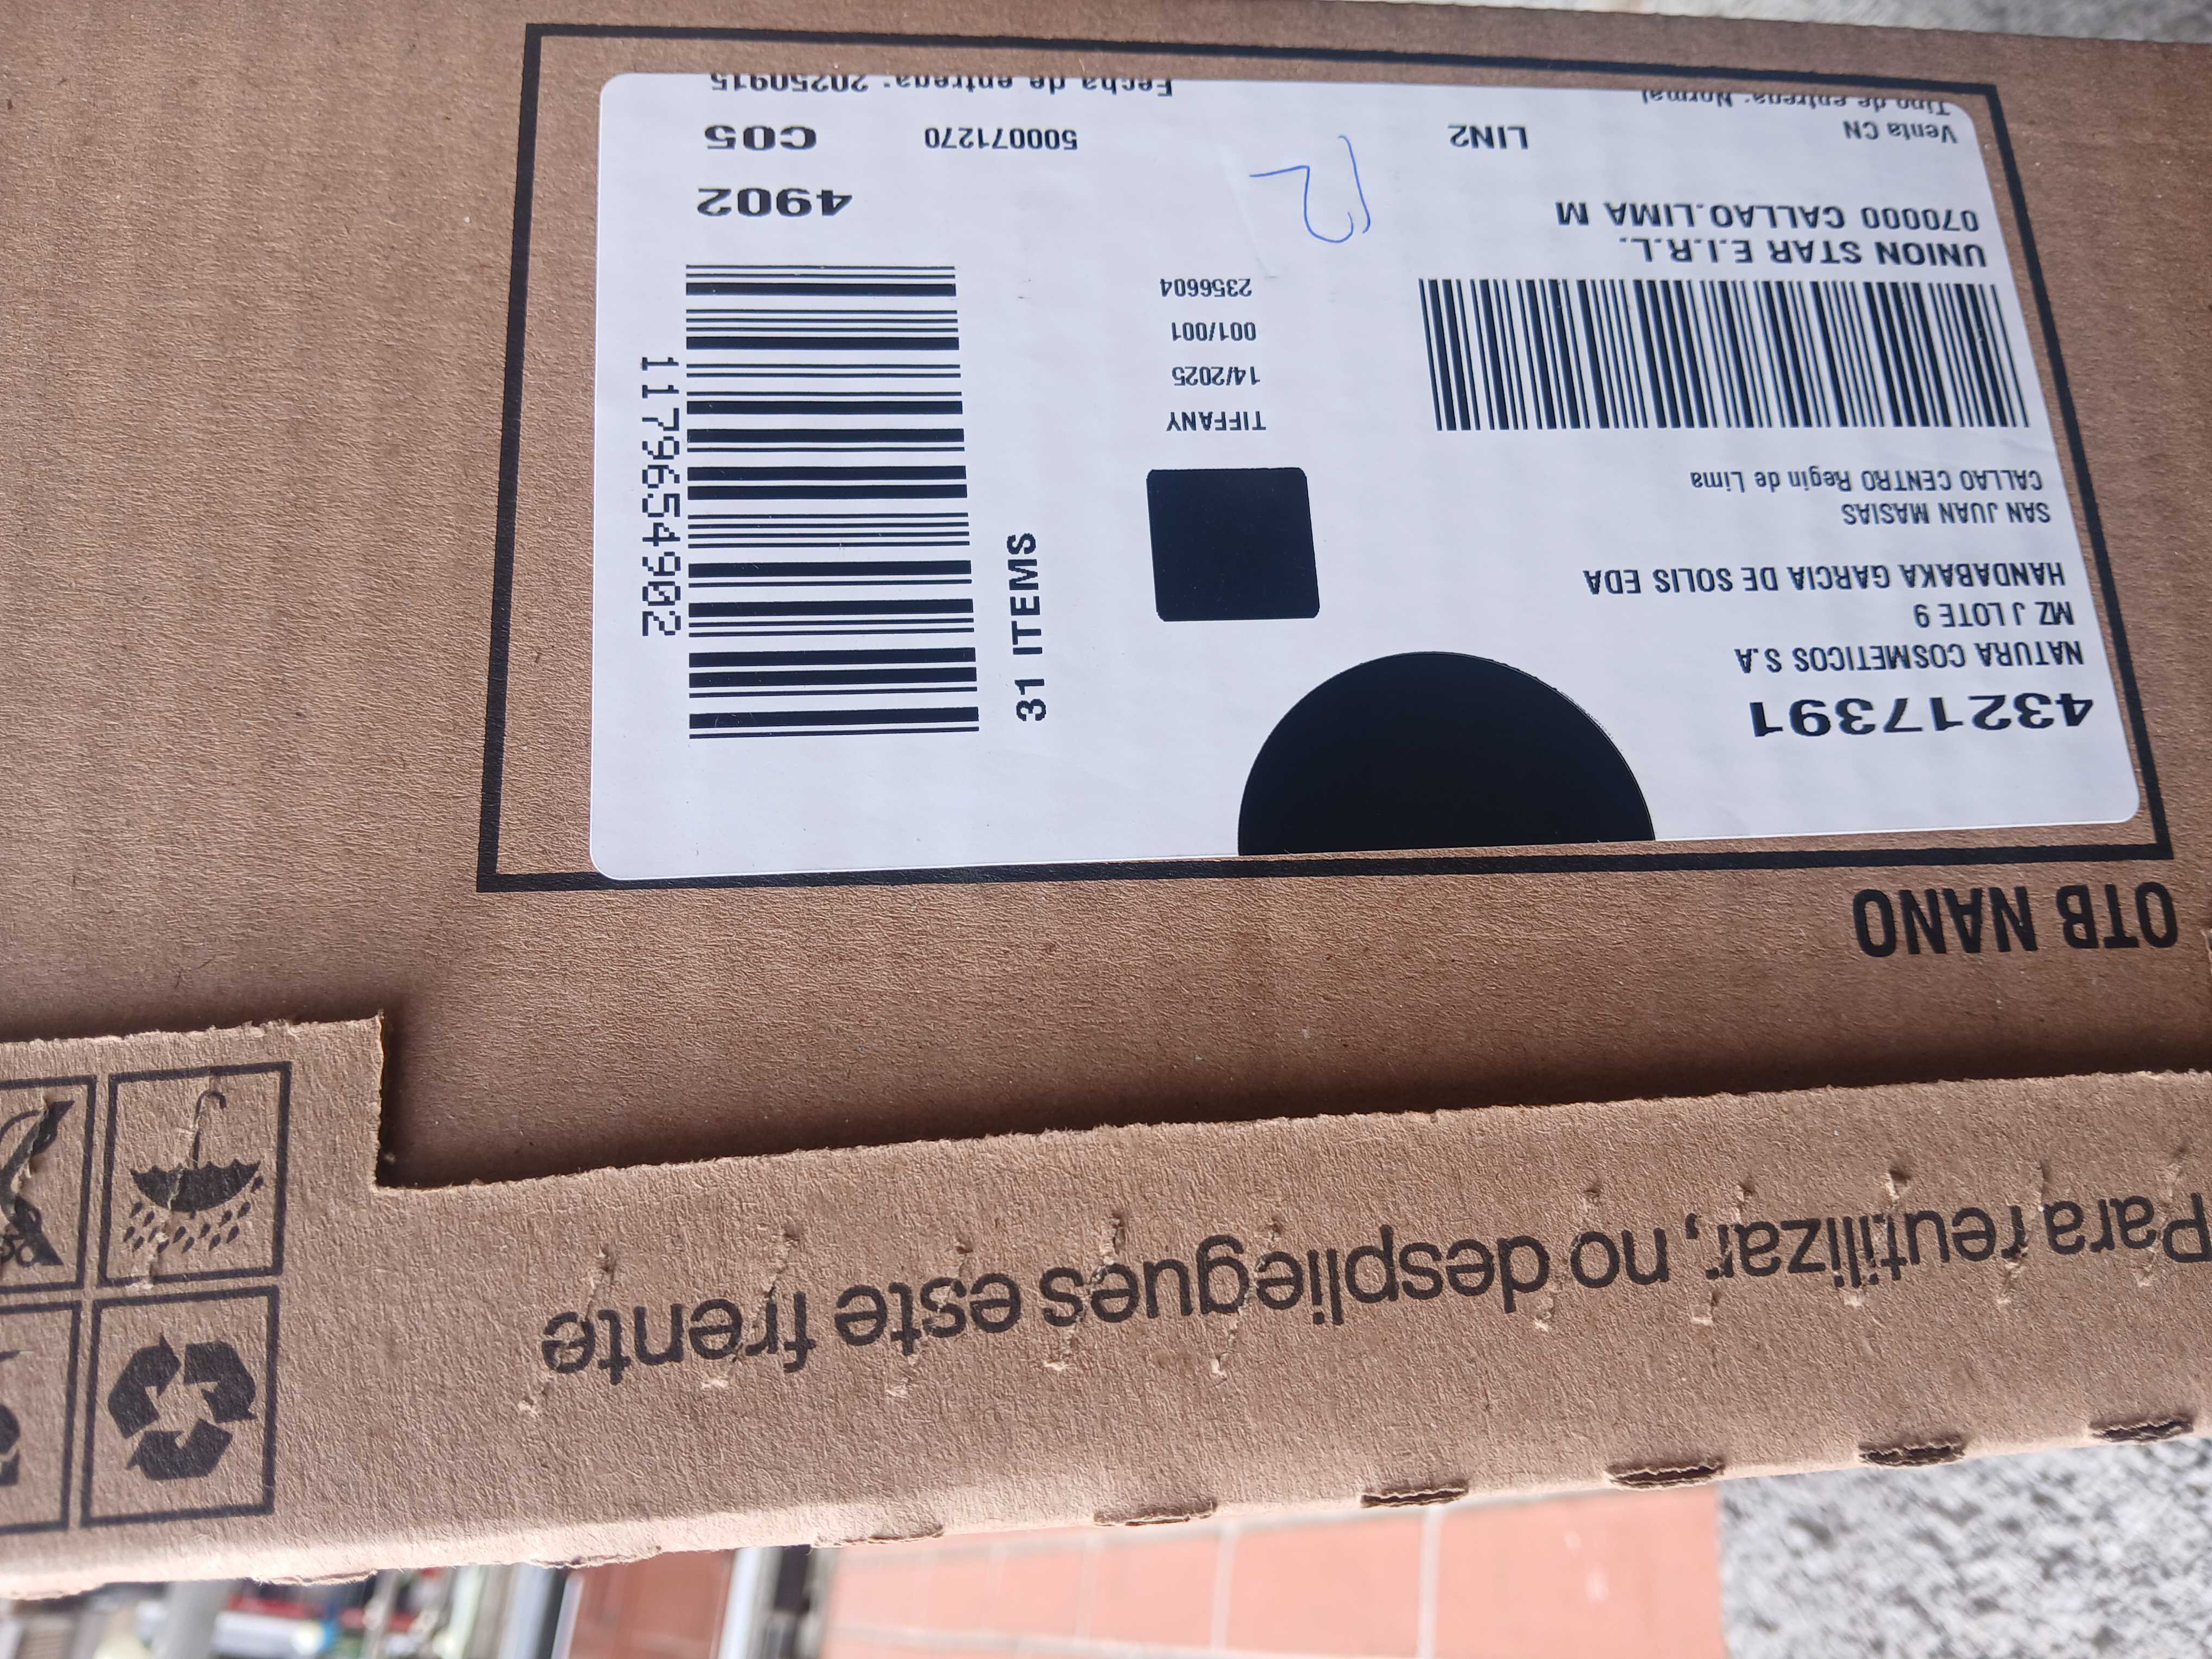 OTB NANO
43217391
NATURA COSMETICOS S.A
MZ J LOTE 9
HANDABAKA GARCIA DE SOLIS EDA
SAN JUAN MASIAS
CALLAO CENTRO Regin de Lima
UNION STAR E.I.R.L.
070000 CALLAO.LIMA M
Venta CN
LIN2
Tipo de entrega: Normal
TIFFANY
14/2025
001/001
2356604
12
31 ITEMS
1179654902
4902
500071270
C05
Fecha de entrega: 20250915
Para reutilizar, no despliegues este frente